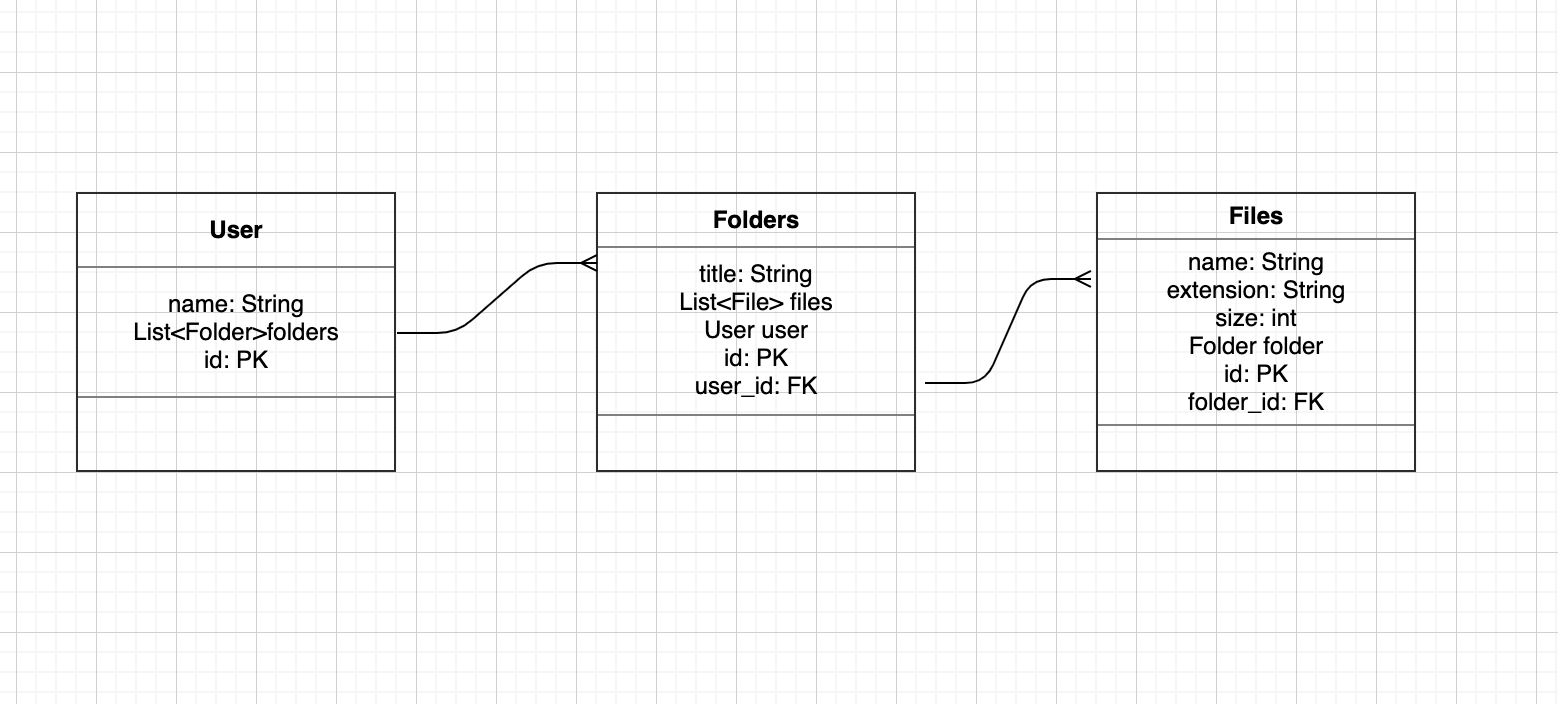 User
name: String
List<Folder>folders
id: PK
Folders
title: String
List<File> files
User user
id: PK
user_id: FK
Files
name: String
extension: String
size: int
Folder folder
id: PK
folder_id: FK